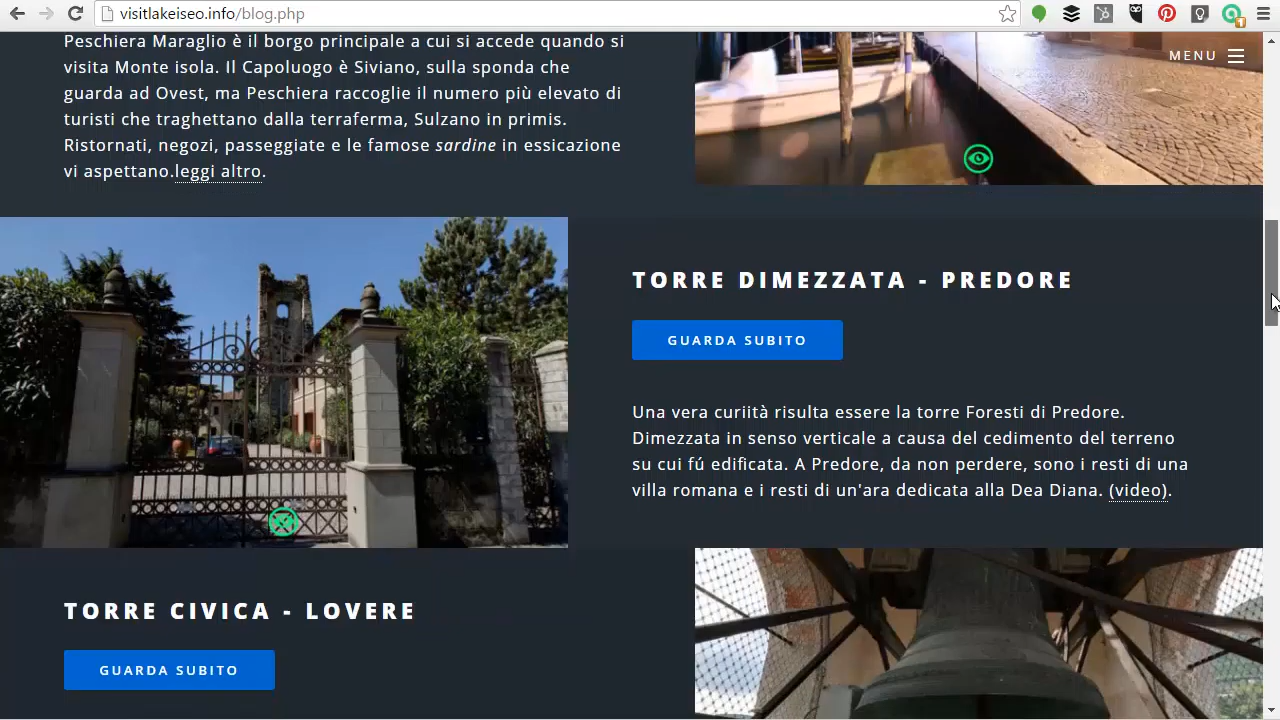 visitlakeiseo.info/blog.php
MENU
Peschiera Maraglio è il borgo principale a cui si accede quando si
visita Monte isola. Il Capoluogo è Siviano, sulla sponda che
guarda ad Ovest, ma Peschiera raccoglie il numero più elevato di
turisti che traghettano dalla terraferma, Sulzano in primis.
Ristornati, negozi, passeggiate e le famose sardine in essicazione
vi aspettano.leggi altro.
TORRE DIMEZZATA - PREDORE
GUARDA SUBITO
Una vera curiità risulta essere la torre Foresti di Predore.
Dimezzata in senso verticale a causa del cedimento del terreno
su cui fú edificata. A Predore, da non perdere, sono i resti di una
villa romana e i resti di un'ara dedicata alla Dea Diana. (video).
TORRE CIVICA - LOVERE
GUARDA SUBITO